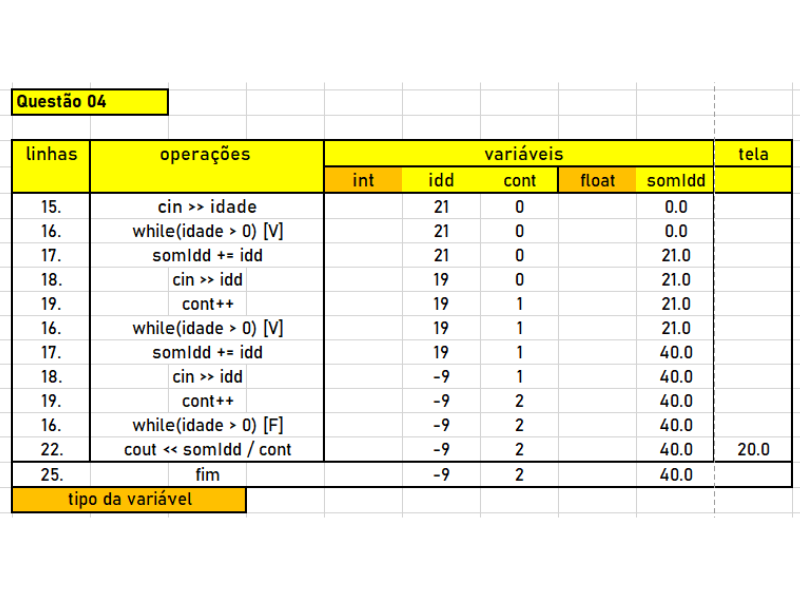 Questão 04
linhas operações variáveis tela
int idd cont float somIdd
15. cin >> idade 21 0 0.0
16. while(idade > 0) [V] 21 0 0.0
17. somIdd += idd 21 0 21.0
18. cin >> idd 19 0 21.0
19. cont++ 19 1 21.0
16. while(idade > 0) [V] 19 1 21.0
17. somIdd += idd 19 1 40.0
18. cin >> idd -9 1 40.0
19. cont++ -9 2 40.0
16. while(idade > 0) [F] -9 2 40.0
22. cout << somIdd / cont -9 2 40.0 20.0
25. fim -9 2 40.0
tipo da variável